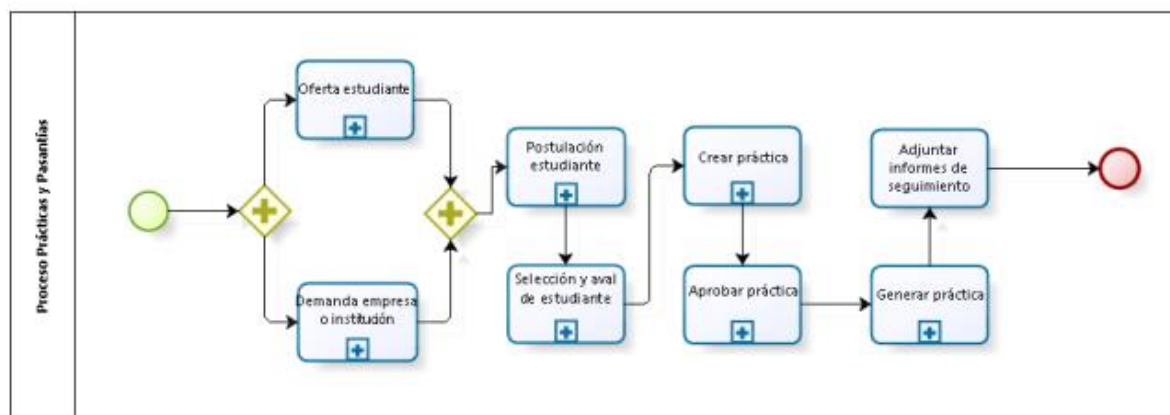 Proceso Prácticas y Pasantías
Oferta estudiante
Demanda empresa
o institución
Postulación
estudiante
Selección y aval
de estudiante
Crear práctica
Aprobar práctica
Adjuntar
informes de
seguimiento
Generar práctica